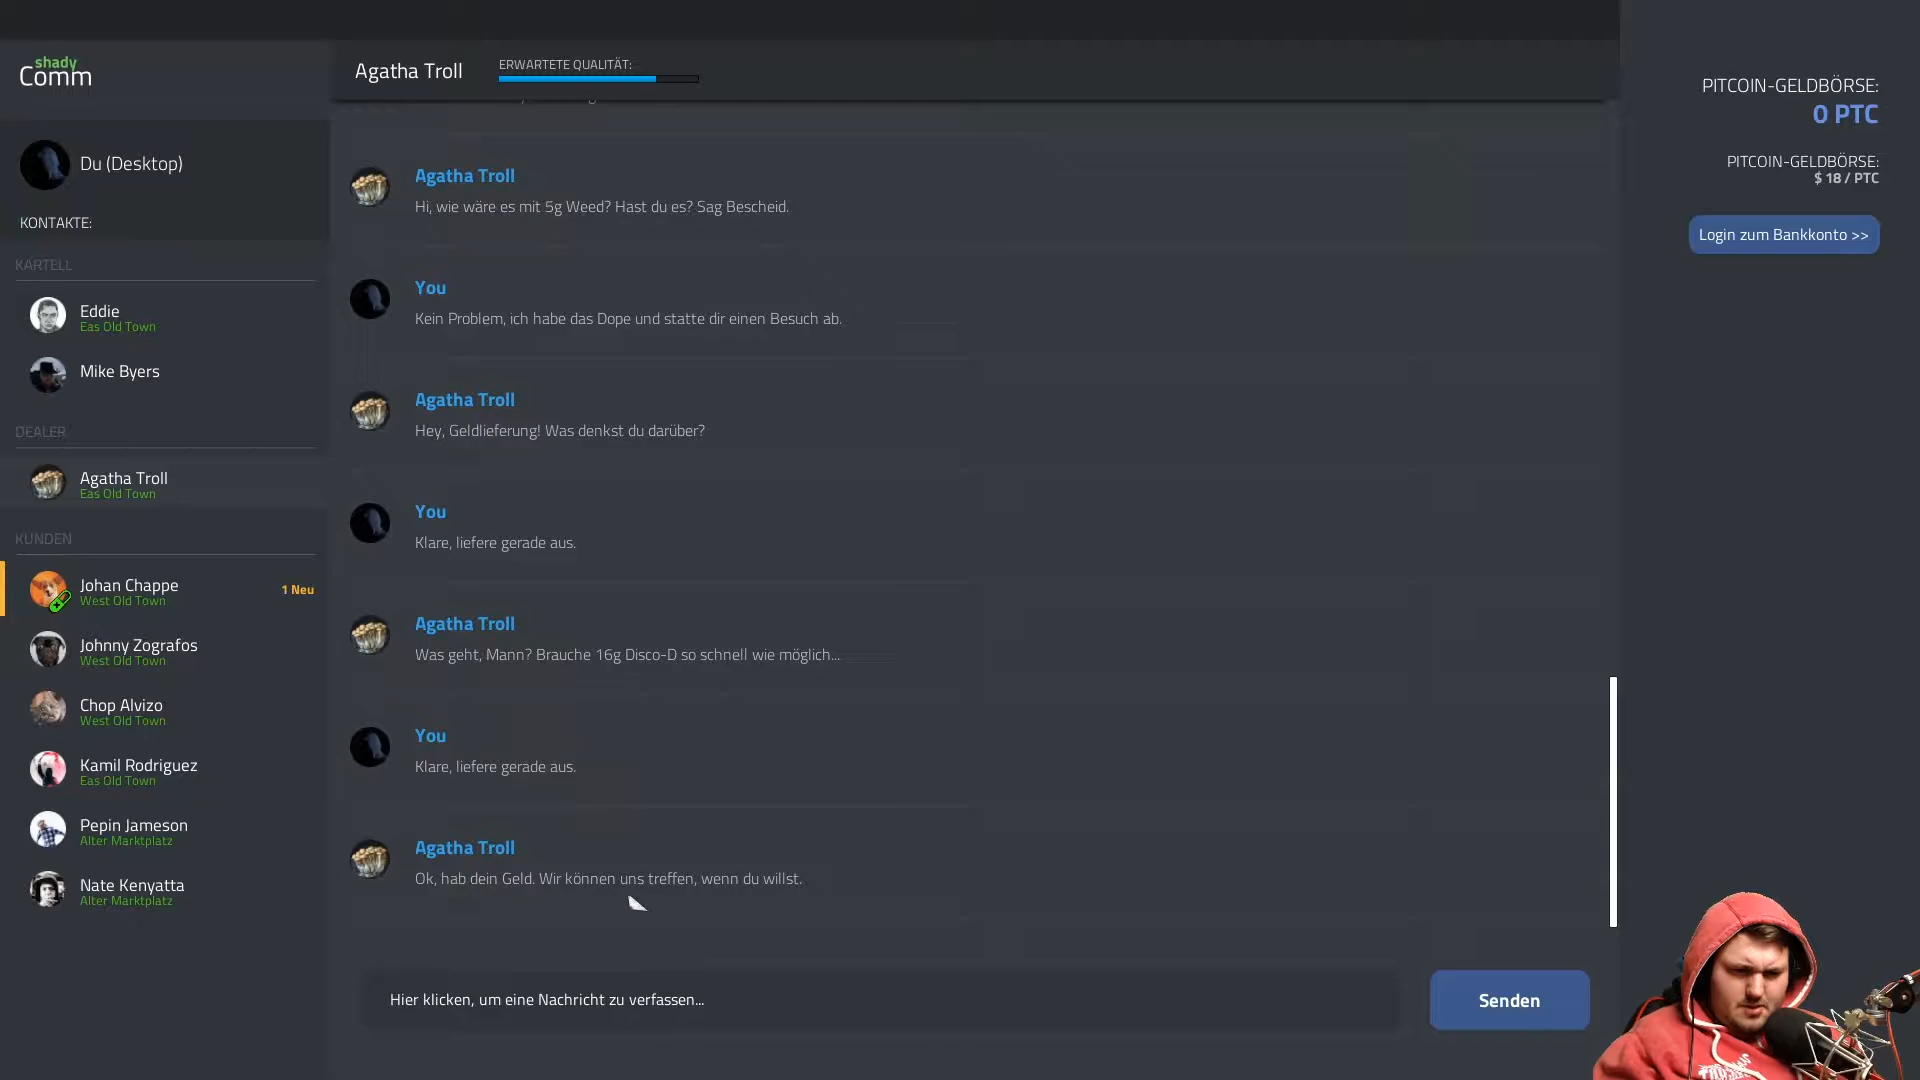 shady
Comm
Du (Desktop)
KONTAKTE:
KARTELL
Eddie
Eas Old Town
Mike Byers
DEALER
Agatha Troll
Eas Old Town
KUNDEN
Johan Chappe
West Old Town
1 Neu
Johnny Zografos
West Old Town
Chop Alvizo
West Old Town
Kamil Rodriguez
Eas Old Town
Pepin Jameson
Alter Marktplatz
Nate Kenyatta
Alter Marktplatz
Agatha Troll
ERWARTETE QUALITÄT:
Agatha Troll
Hi, wie wäre es mit 5g Weed? Hast du es? Sag Bescheid.
You
Kein Problem, ich habe das Dope und statte dir einen Besuch ab.
Agatha Troll
Hey, Geldlieferung! Was denkst du darüber?
You
Klare, liefere gerade aus.
Agatha Troll
Was geht, Mann? Brauche 16g Disco-D so schnell wie möglich...
You
Klare, liefere gerade aus.
Agatha Troll
Ok, hab dein Geld. Wir können uns treffen, wenn du willst.
Hier klicken, um eine Nachricht zu verfassen...
Senden
PITCOIN-GELDBÖRSE:
0 PTC
PITCOIN-GELDBÖRSE:
$ 18 / PTC
Login zum Bankkonto >>